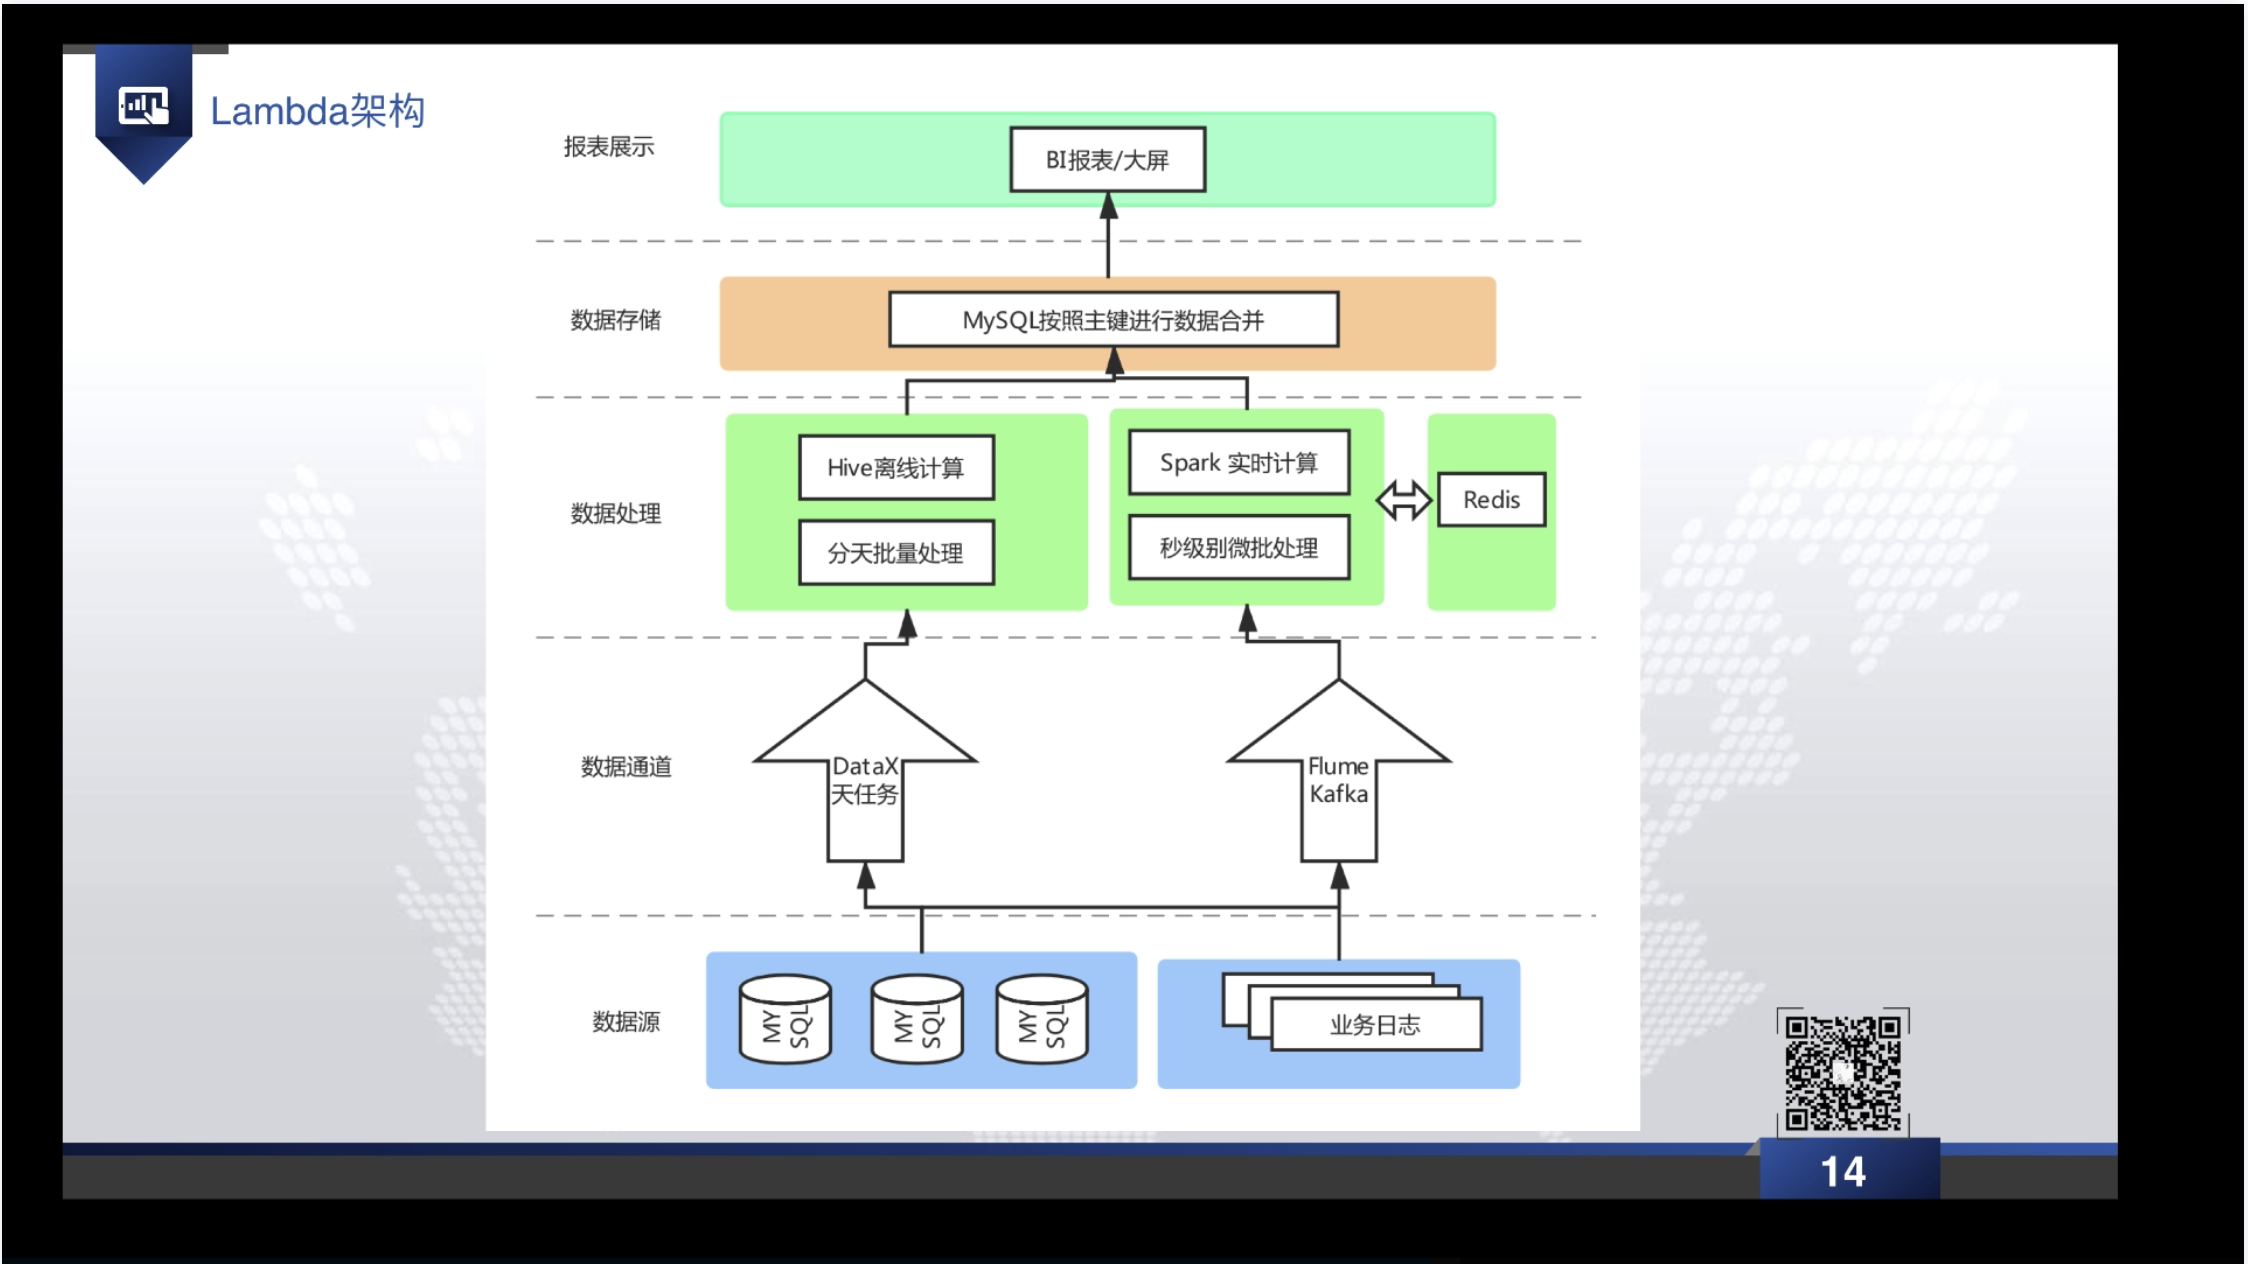 Lambda架构
报表展示
BI报表/大屏
数据存储
MySQL按照主键进行数据合并
数据处理
Hive离线计算
分天批量处理
Spark 实时计算
秒级别微批处理
Redis
数据通道
DataX
天任务
Flume
Kafka
数据源
MY
SQL
MY
SQL
MY
SQL
业务日志
14